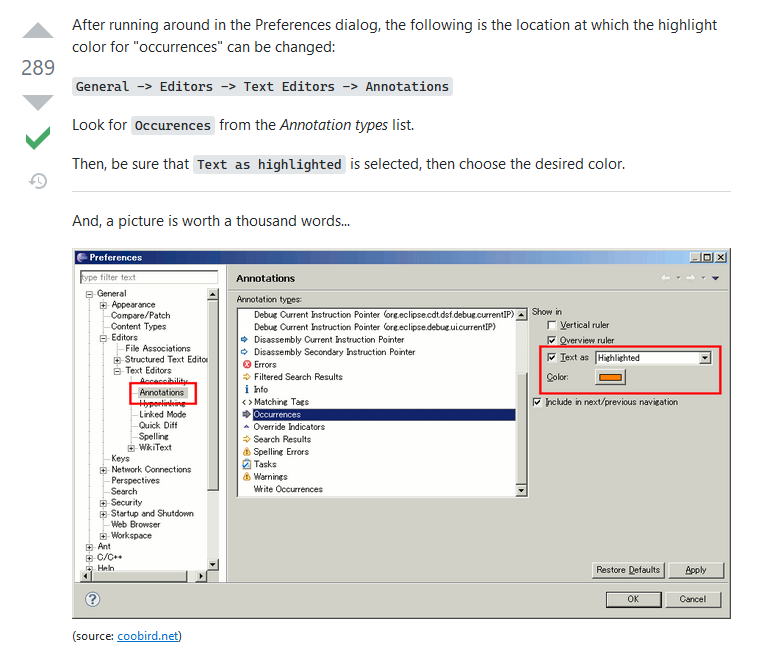 After running around in the Preferences dialog, the following is the location at which the highlight
color for "occurrences" can be changed:
289
General -> Editors -> Text Editors -> Annotations
Look for Occurences from the Annotation types list.
Then, be sure that Text as highlighted is selected, then choose the desired color.
And, a picture is worth a thousand words...
Preferences
type filter text
General
Appearance
Compare/Patch
Content Types
Editors
File Associations
Structured Text Editor
Text Editors
Accessibility
Annotations
Hyperlinking
Linked Mode
Quick Diff
Spelling
WikiText
Keys
Network Connections
Perspectives
Search
Security
Startup and Shutdown
Web Browser
Workspace
Ant
C/C++
Help
Annotations
Annotation types:
Debug Current Instruction Pointer (org.eclipse.cdt.dsf.debug.currentIP)
Debug Current Instruction Pointer (org.eclipse.debug.ui.currentIP)
Disassembly Current Instruction Pointer
Disassembly Secondary Instruction Pointer
Errors
Filtered Search Results
Info
Matching Tags
Occurrences
Override Indicators
Search Results
Spelling Errors
Tasks
Warnings
Write Occurrences
Show in
Vertical ruler
Overview ruler
Text as Highlighted
Color:
Include in next/previous navigation
Restore Defaults Apply
? OK Cancel
(source: coobird.net)